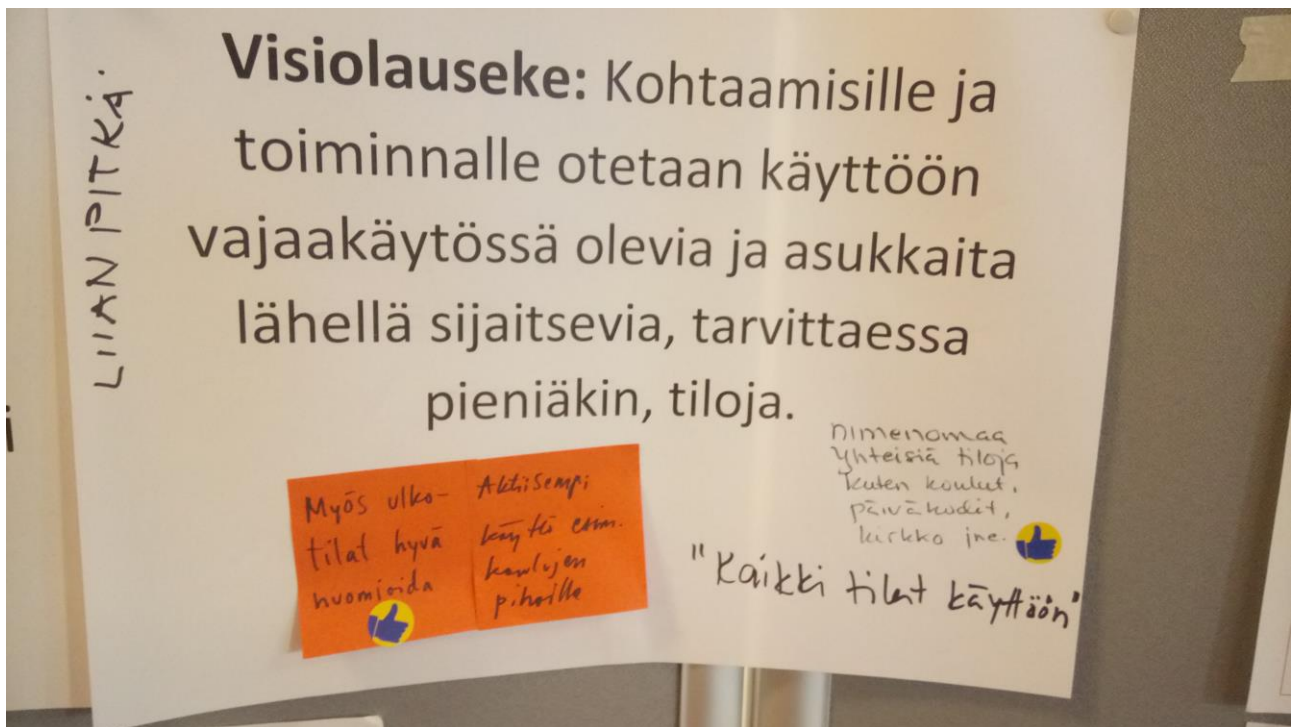 LIIAN PITKÄ.
Visiolauseke: Kohtaamisille ja
toiminnalle otetaan käyttöön
vajaakäytössä olevia ja asukkaita
lähellä sijaitsevia, tarvittaessa
pieniäkin, tiloja.
Myös ulko-
tilat hyvä
huomioida
Aktiisempi
käyttö esim.
koulujen
pihoille
nimenomaa
yhteisiä tiloja
kuten koulut,
päiväkodit,
kirkko jne.
"Kaikki tilat käyttöön"
i